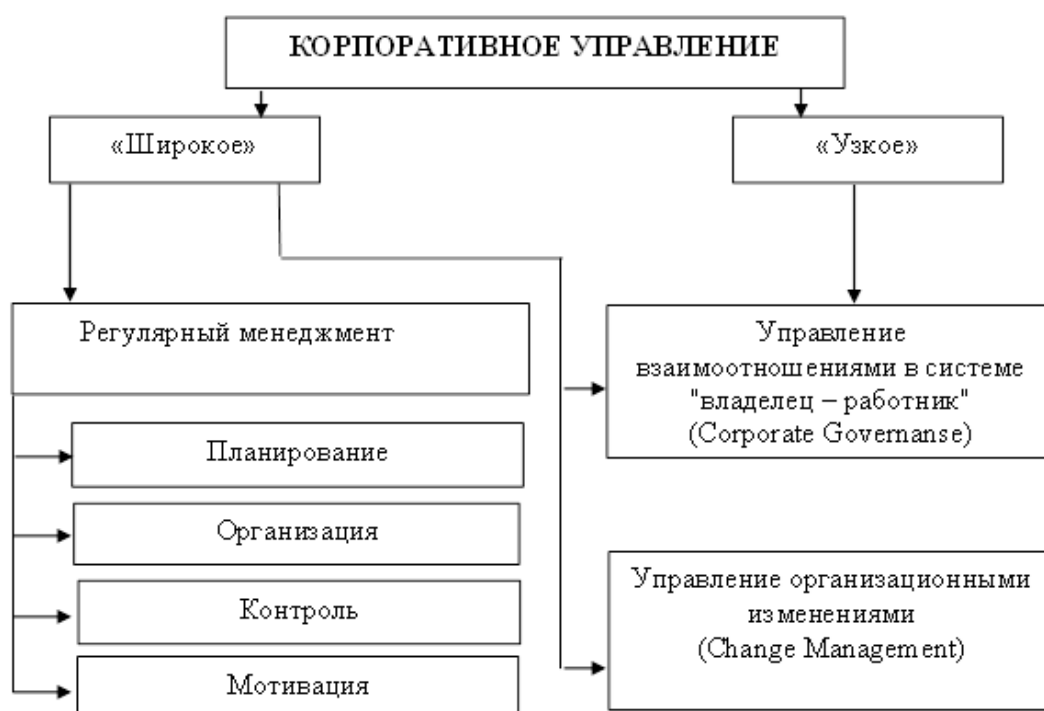 КОРПОРАТИВНОЕ УПРАВЛЕНИЕ
«Широкое»
«Узкое»
Регулярный менеджмент
Планирование
Организация
Контроль
Мотивация
Управление
взаимоотношениями в системе
"владелец – работник"
(Corporate Governanse)
Управление организационными
изменениями
(Change Management)